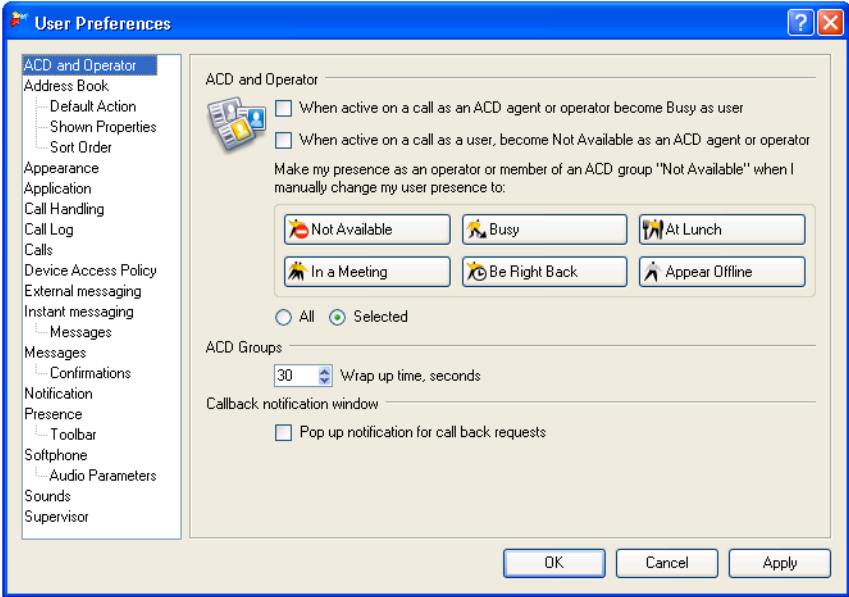 User Preferences
ACD and Operator
Address Book
Default Action
Shown Properties
Sort Order
Appearance
Application
Call Handling
Call Log
Calls
Device Access Policy
External messaging
Instant messaging
Messages
Messages
Confirmations
Notification
Presence
Toolbar
Softphone
Audio Parameters
Sounds
Supervisor
ACD and Operator
When active on a call as an ACD agent or operator become Busy as user
When active on a call as a user, become Not Available as an ACD agent or operator
Make my presence as an operator or member of an ACD group "Not Available" when I
manually change my user presence to:
Not Available
Busy
At Lunch
In a Meeting
Be Right Back
Appear Offline
All
Selected
ACD Groups
30 Wrap up time, seconds
Callback notification window
Pop up notification for call back requests
OK
Cancel
Apply